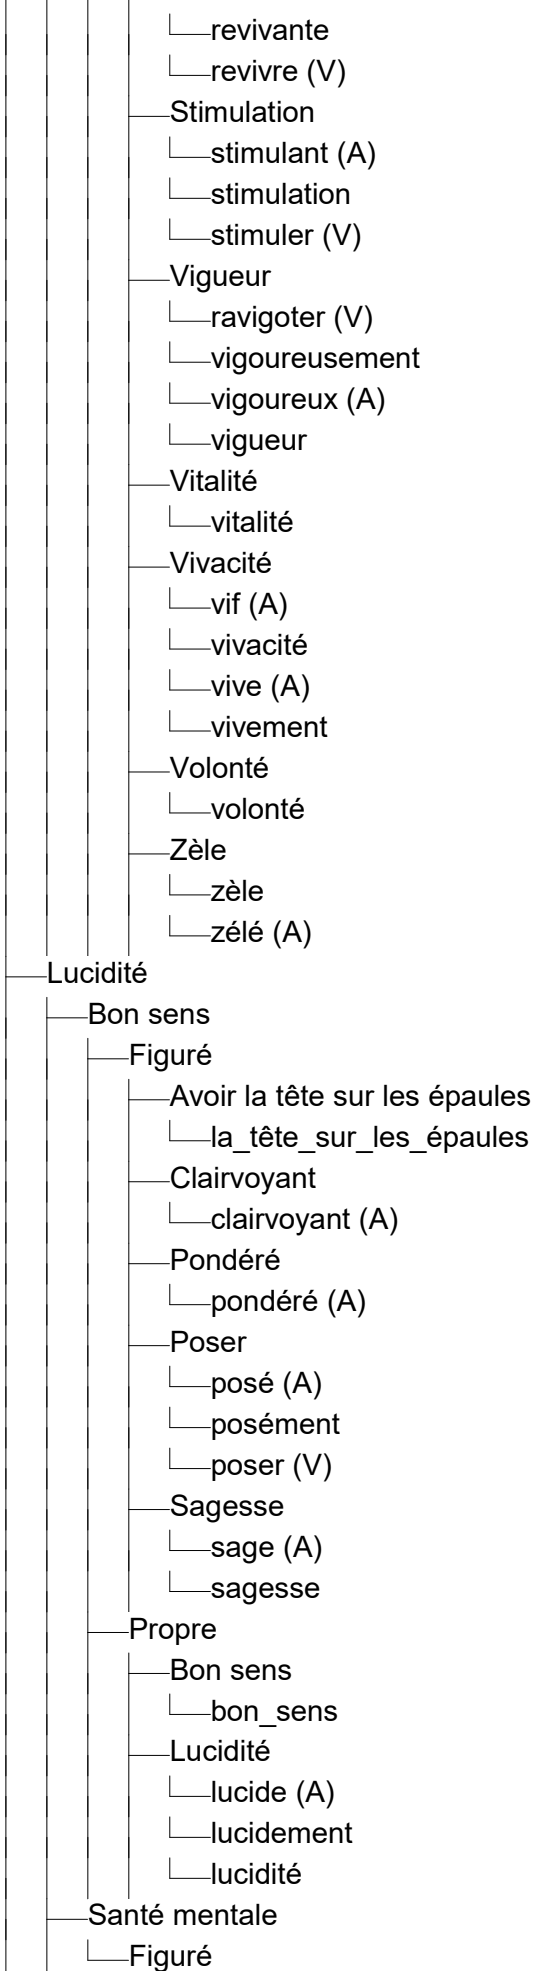 revivante
revivre (V)
Stimulation
stimulant (A)
stimulation
stimuler (V)
Vigueur
ravigoter (V)
vigoureusement
vigoureux (A)
vigueur
Vitalité
vitalité
Vivacité
vif (A)
vivacité
vive (A)
vivement
Volonté
volonté
Zèle
zèle
zélé (A)
Lucidité
Bon sens
Figuré
Avoir la tête sur les épaules
la_tête_sur_les_épaules
Clairvoyant
clairvoyant (A)
Pondéré
pondéré (A)
Poser
posé (A)
posément
poser (V)
Sagesse
sage (A)
sagesse
Propre
Bon sens
bon_sens
Lucidité
lucide (A)
lucidement
lucidité
Santé mentale
Figuré